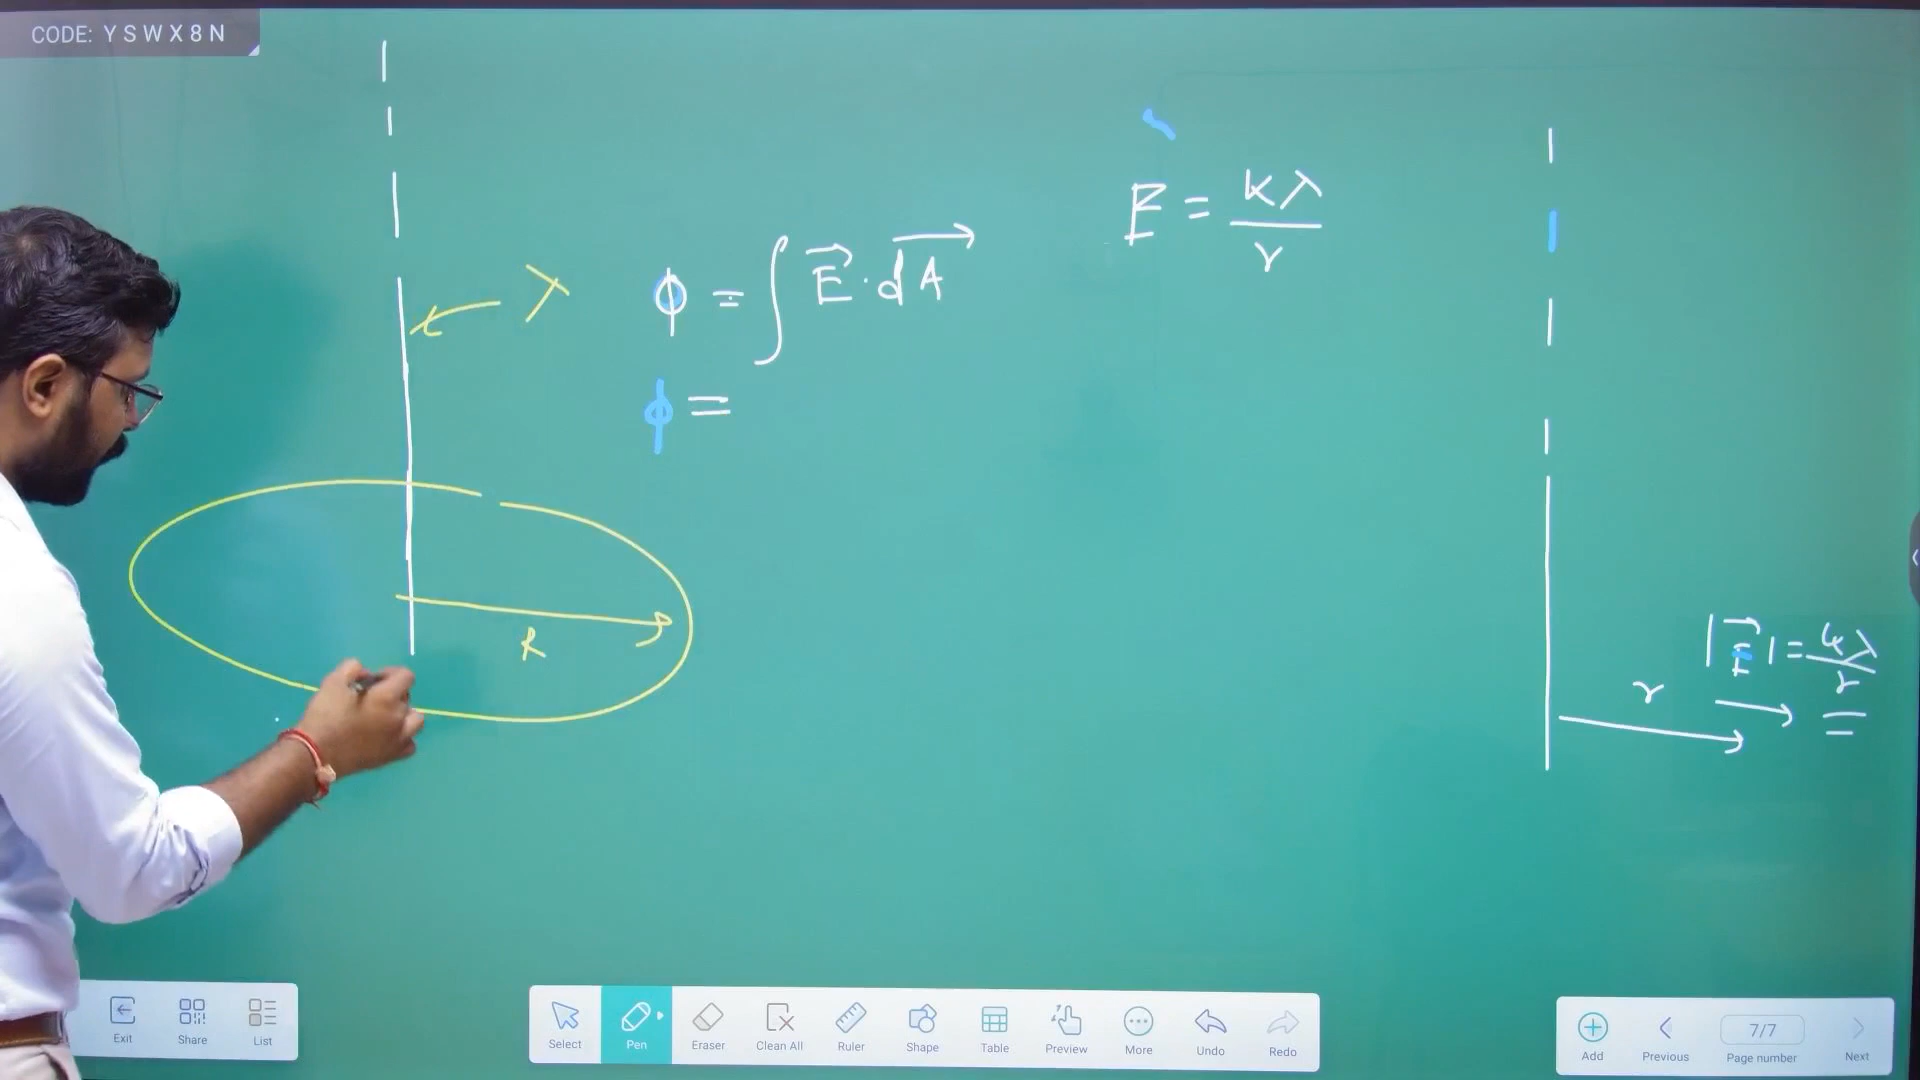 CODE: YSWX8N
λ
ϕ = ∫ E⃗ · dA⃗
E = kλ/r
ϕ =
R
|E⃗| = kλ/r
r
=
Exit
Share
List
Select
Pen
Eraser
Clean All
Ruler
Shape
Table
Preview
More
Undo
Redo
Add
Previous
7/7
Page number
Next